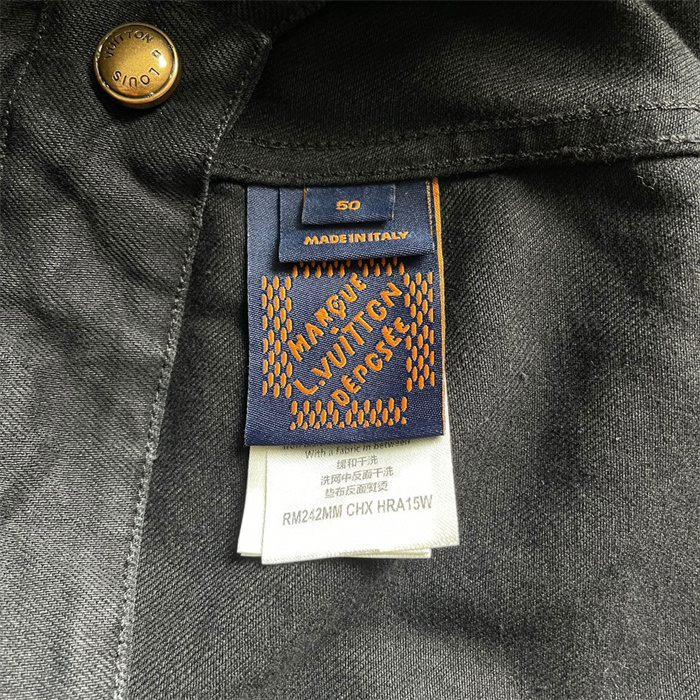 LOUIS VUITTON
50
MADE IN ITALY
MARQUE
L.VUITTON
DÉPOSÉE
With a fabric in between
缓和干洗
洗网中反面干洗
垫布反面熨烫
RM242MM CHX HRA15W